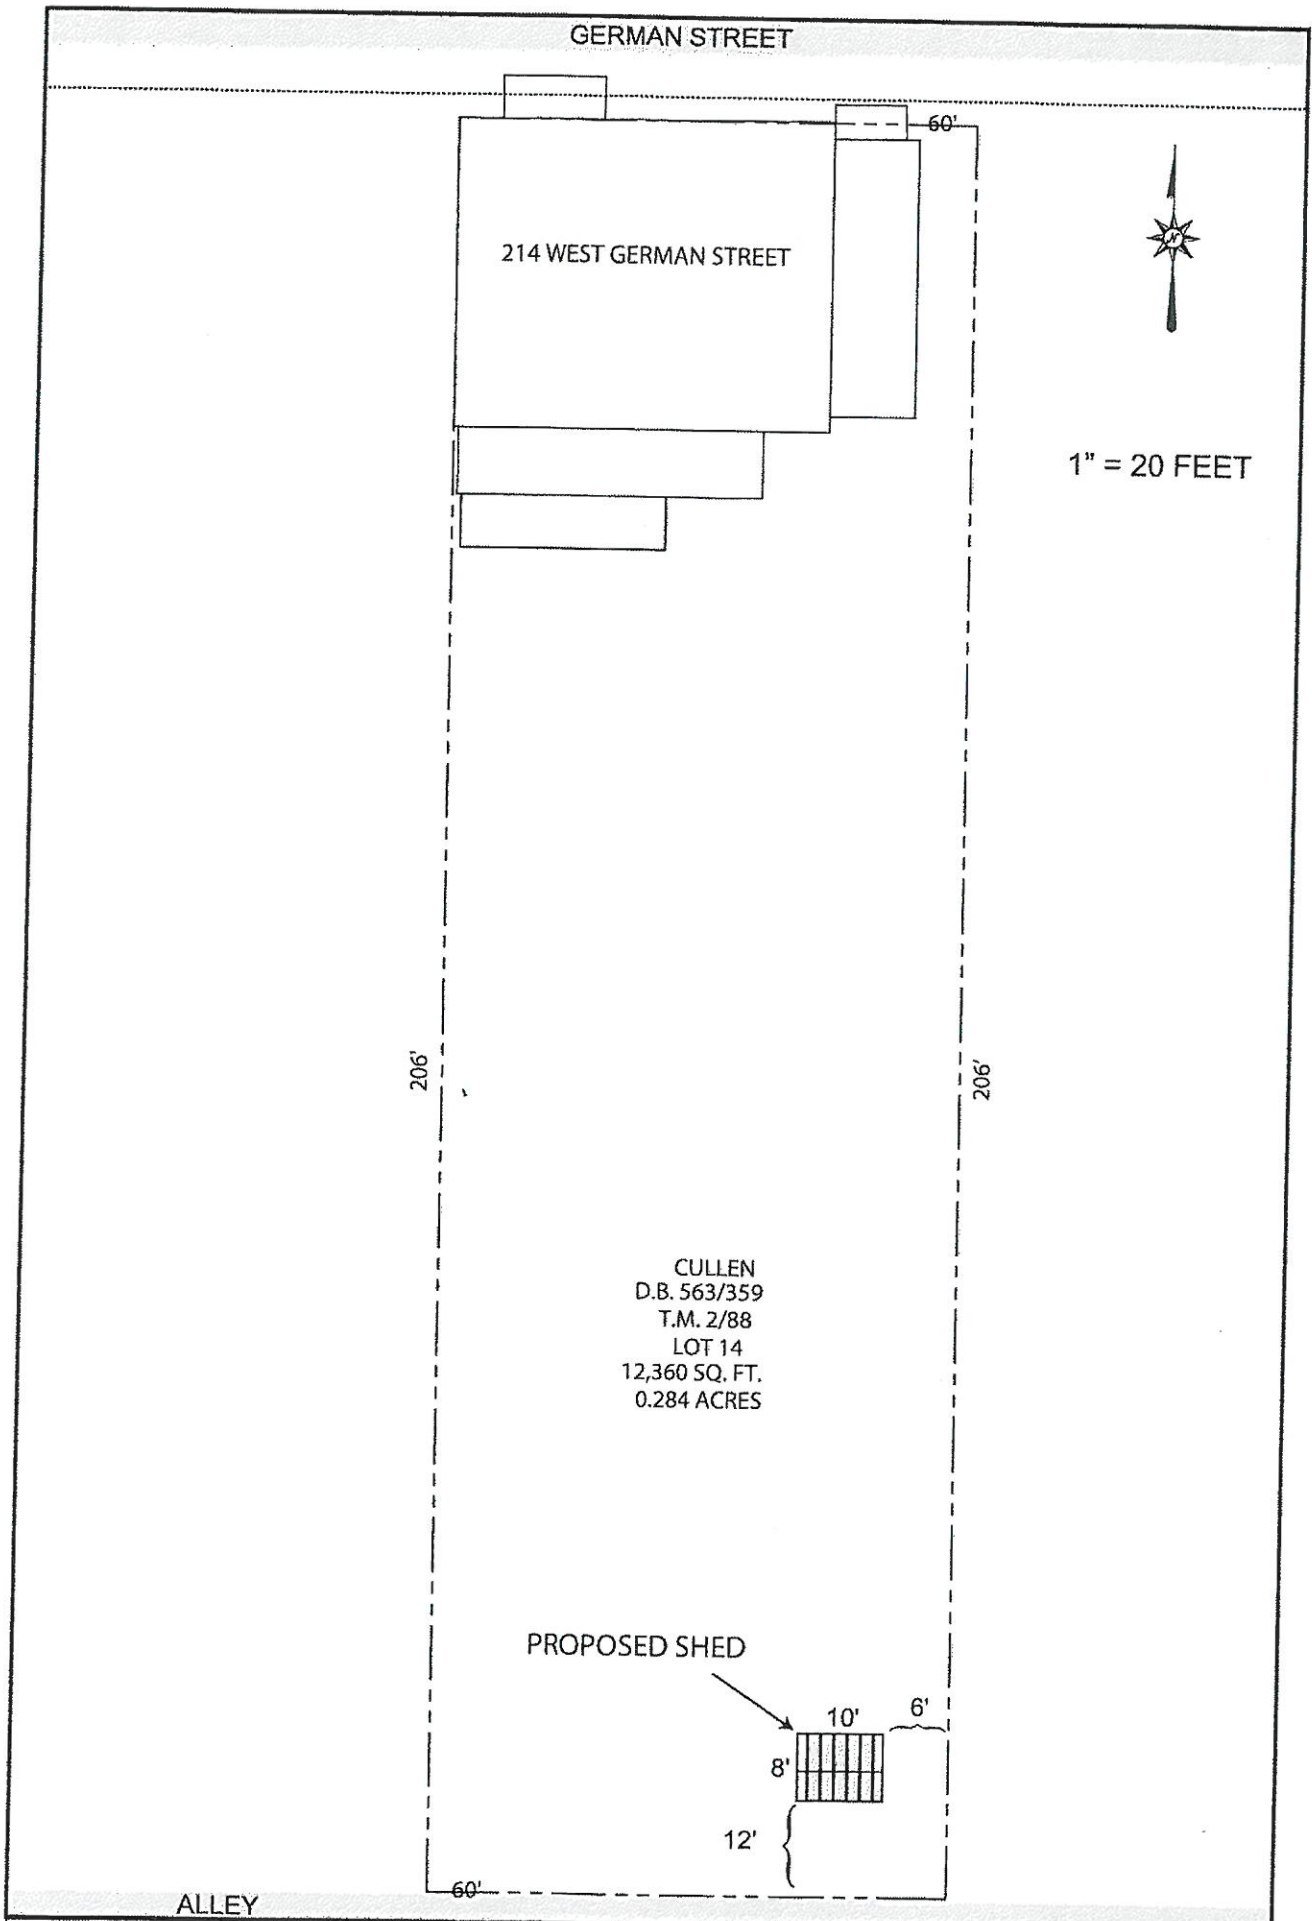 GERMAN STREET
60'
214 WEST GERMAN STREET
N
1" = 20 FEET
206'
206'
CULLEN
D.B. 563/359
T.M. 2/88
LOT 14
12,360 SQ. FT.
0.284 ACRES
PROPOSED SHED
10'
6'
8'
12'
60'
ALLEY